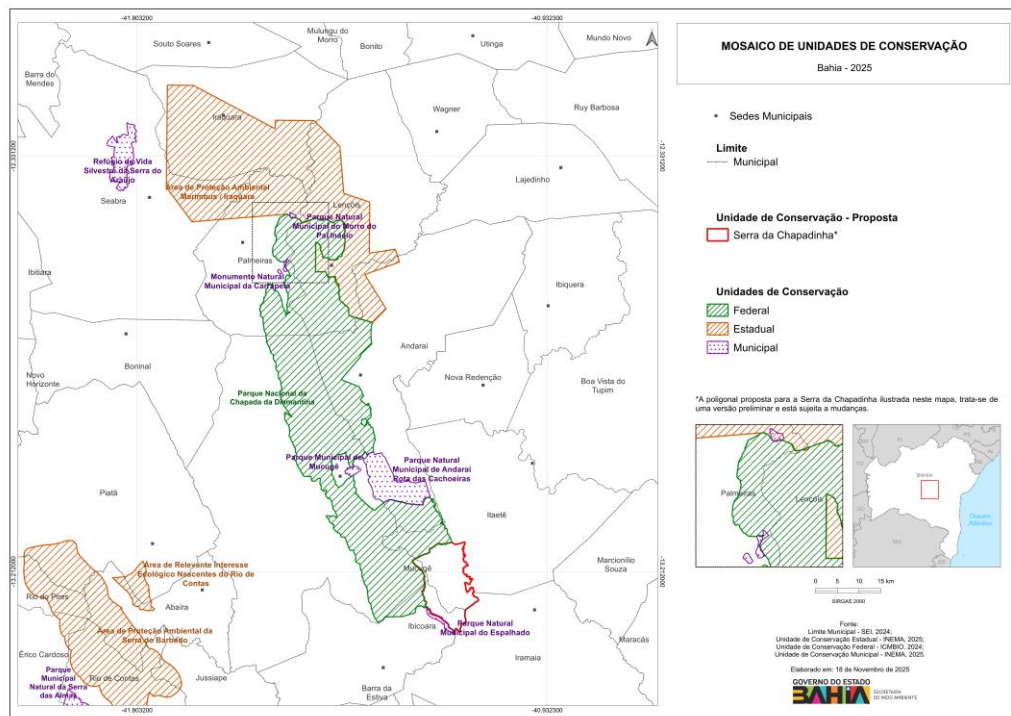 -41.803200
-40.932300
Souto Soares
Mulungu do
Morro
Bonito
Utinga
Mundo Novo
Barra do
Mendes
Iraquara
Wagner
Ruy Barbosa
-12.331200
-12.331200
Refúgio de Vida
Silvestre da Serra do
Araújo
Lajedinho
Seabra
Área de Proteção Ambiental
Marimbus / Iraquara
Lençóis
Parque Natural
Municipal do Morro do
Pai Inácio
Palmeiras
Ibitiara
Monumento Natural
Municipal da Carrapeta
Ibiquera
Andaraí
Boninal
Novo
Horizonte
Nova Redenção
Boa Vista do
Tupim
Parque Nacional da
Chapada da Diamantina
Parque Municipal de
Mucugê
Parque Natural
Municipal de Andaraí
Rota das Cachoeiras
Piatã
Itaetê
-13.212000
-13.212000
Mucugê
Marcionílio
Souza
Área de Relevante Interesse
Ecológico Nascentes do Rio de
Contas
Rio do Pires
Abaíra
Área de Proteção Ambiental da
Serra do Barbado
Ibicoara
Parque Natural
Municipal do Espalhado
Maracás
Érico Cardoso
Iramaia
Parque
Municipal
Natural da Serra
das Almas
Rio de Contas
Jussiape
Barra da
Estiva
-41.803200
-40.932300
MOSAICO DE UNIDADES DE CONSERVAÇÃO
Bahia - 2025
Sedes Municipais
Limite
Municipal
Unidade de Conservação - Proposta
Serra da Chapadinha*
Unidades de Conservação
Federal
Estadual
Municipal
*A poligonal proposta para a Serra da Chapadinha ilustrada neste mapa, trata-se de
uma versão preliminar e está sujeita a mudanças.
Palmeiras
Lençóis
BAHIA
Oceano
Atlântico
0 5 10 15 km
SIRGAS 2000
Fonte:
Limite Municipal - SEI, 2024;
Unidade de Conservação Estadual - INEMA, 2025;
Unidade de Conservação Federal - ICMBIO, 2024;
Unidade de Conservação Municipal - INEMA, 2025.
Elaborado em: 18 de Novembro de 2025
GOVERNO DO ESTADO
BAHIA
SECRETARIA
DE MEIO AMBIENTE